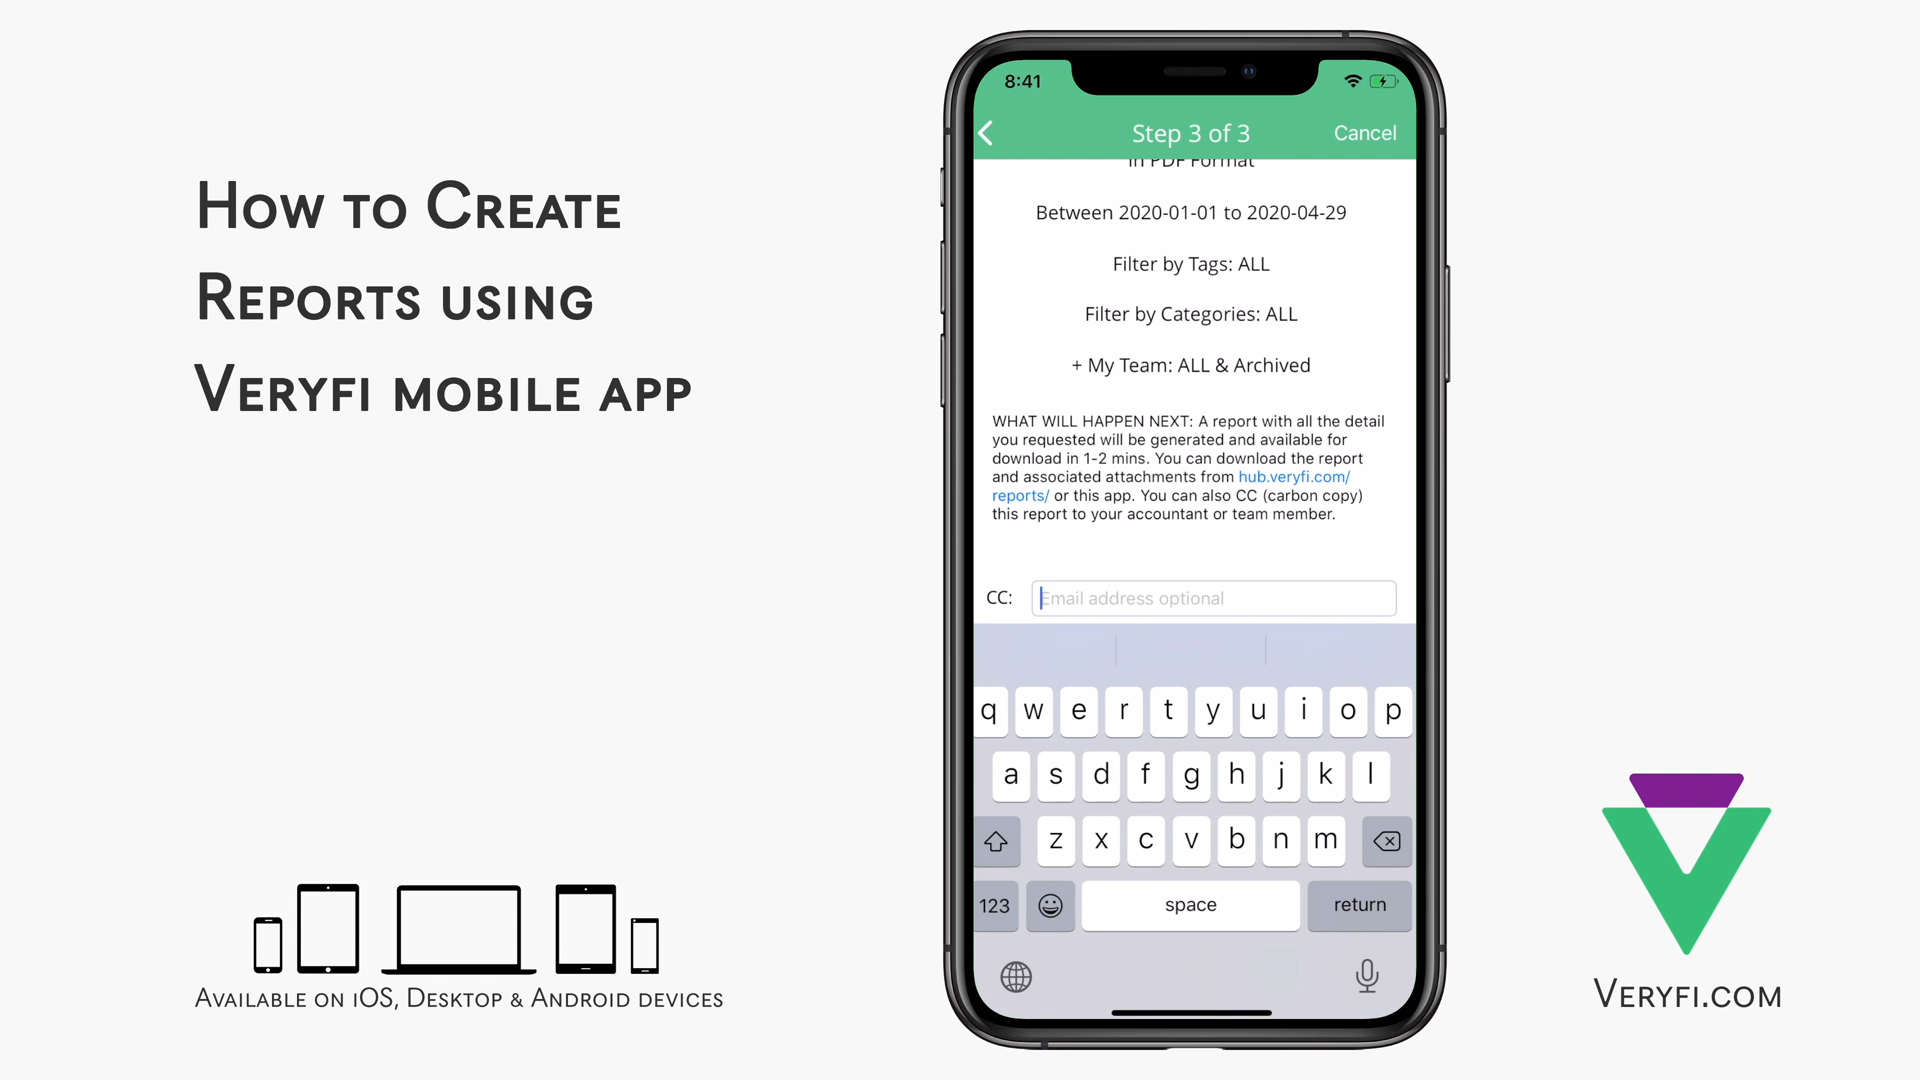 How to Create
Reports using
Veryfi mobile app
8:41
Step 3 of 3
Cancel
in PDF Format
Between 2020-01-01 to 2020-04-29
Filter by Tags: ALL
Filter by Categories: ALL
+ My Team: ALL & Archived
WHAT WILL HAPPEN NEXT: A report with all the detail
you requested will be generated and available for
download in 1-2 mins. You can download the report
and associated attachments from hub.veryfi.com/
reports/ or this app. You can also CC (carbon copy)
this report to your accountant or team member.
CC: Email address optional
q w e r t y u i o p
a s d f g h j k l
z x c v b n m
123 space return
Available on iOS, Desktop & Android devices
Veryfi.com